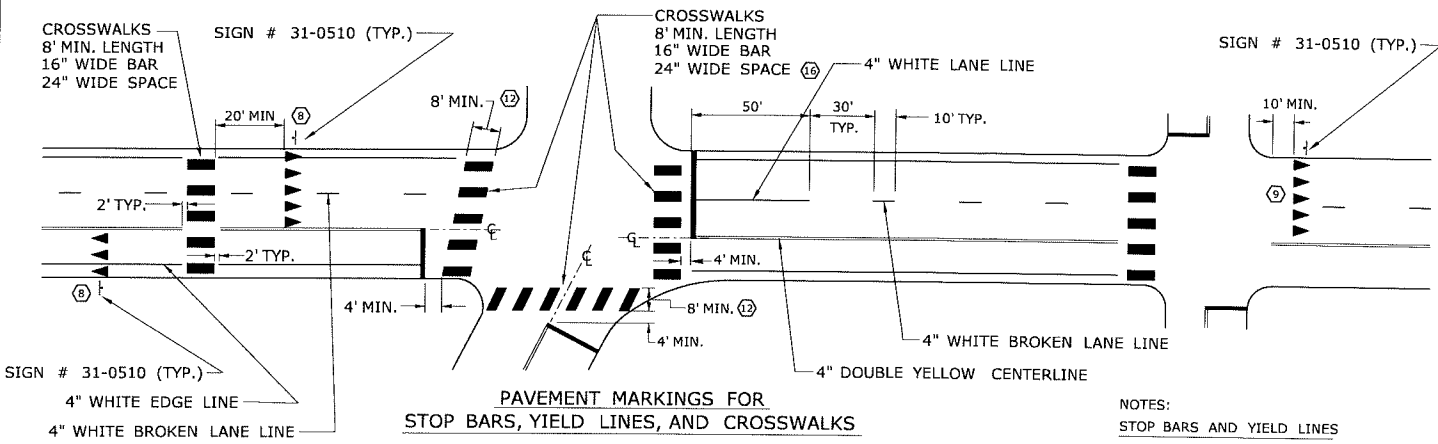 CROSSWALKS
8' MIN. LENGTH
16" WIDE BAR
24" WIDE SPACE
SIGN # 31-0510 (TYP.)
CROSSWALKS
8' MIN. LENGTH
16" WIDE BAR
24" WIDE SPACE 16
4" WHITE LANE LINE
SIGN # 31-0510 (TYP.)
20' MIN
8
8' MIN. 12
50'
30'
TYP.
10' TYP.
10' MIN.
9
2' TYP.
2' TYP.
CL
CL
CL
4' MIN.
4' MIN.
8
8' MIN. 12
4' MIN.
4" WHITE BROKEN LANE LINE
4" DOUBLE YELLOW CENTERLINE
SIGN # 31-0510 (TYP.)
4" WHITE EDGE LINE
4" WHITE BROKEN LANE LINE
PAVEMENT MARKINGS FOR
STOP BARS, YIELD LINES, AND CROSSWALKS
NOTES:
STOP BARS AND YIELD LINES